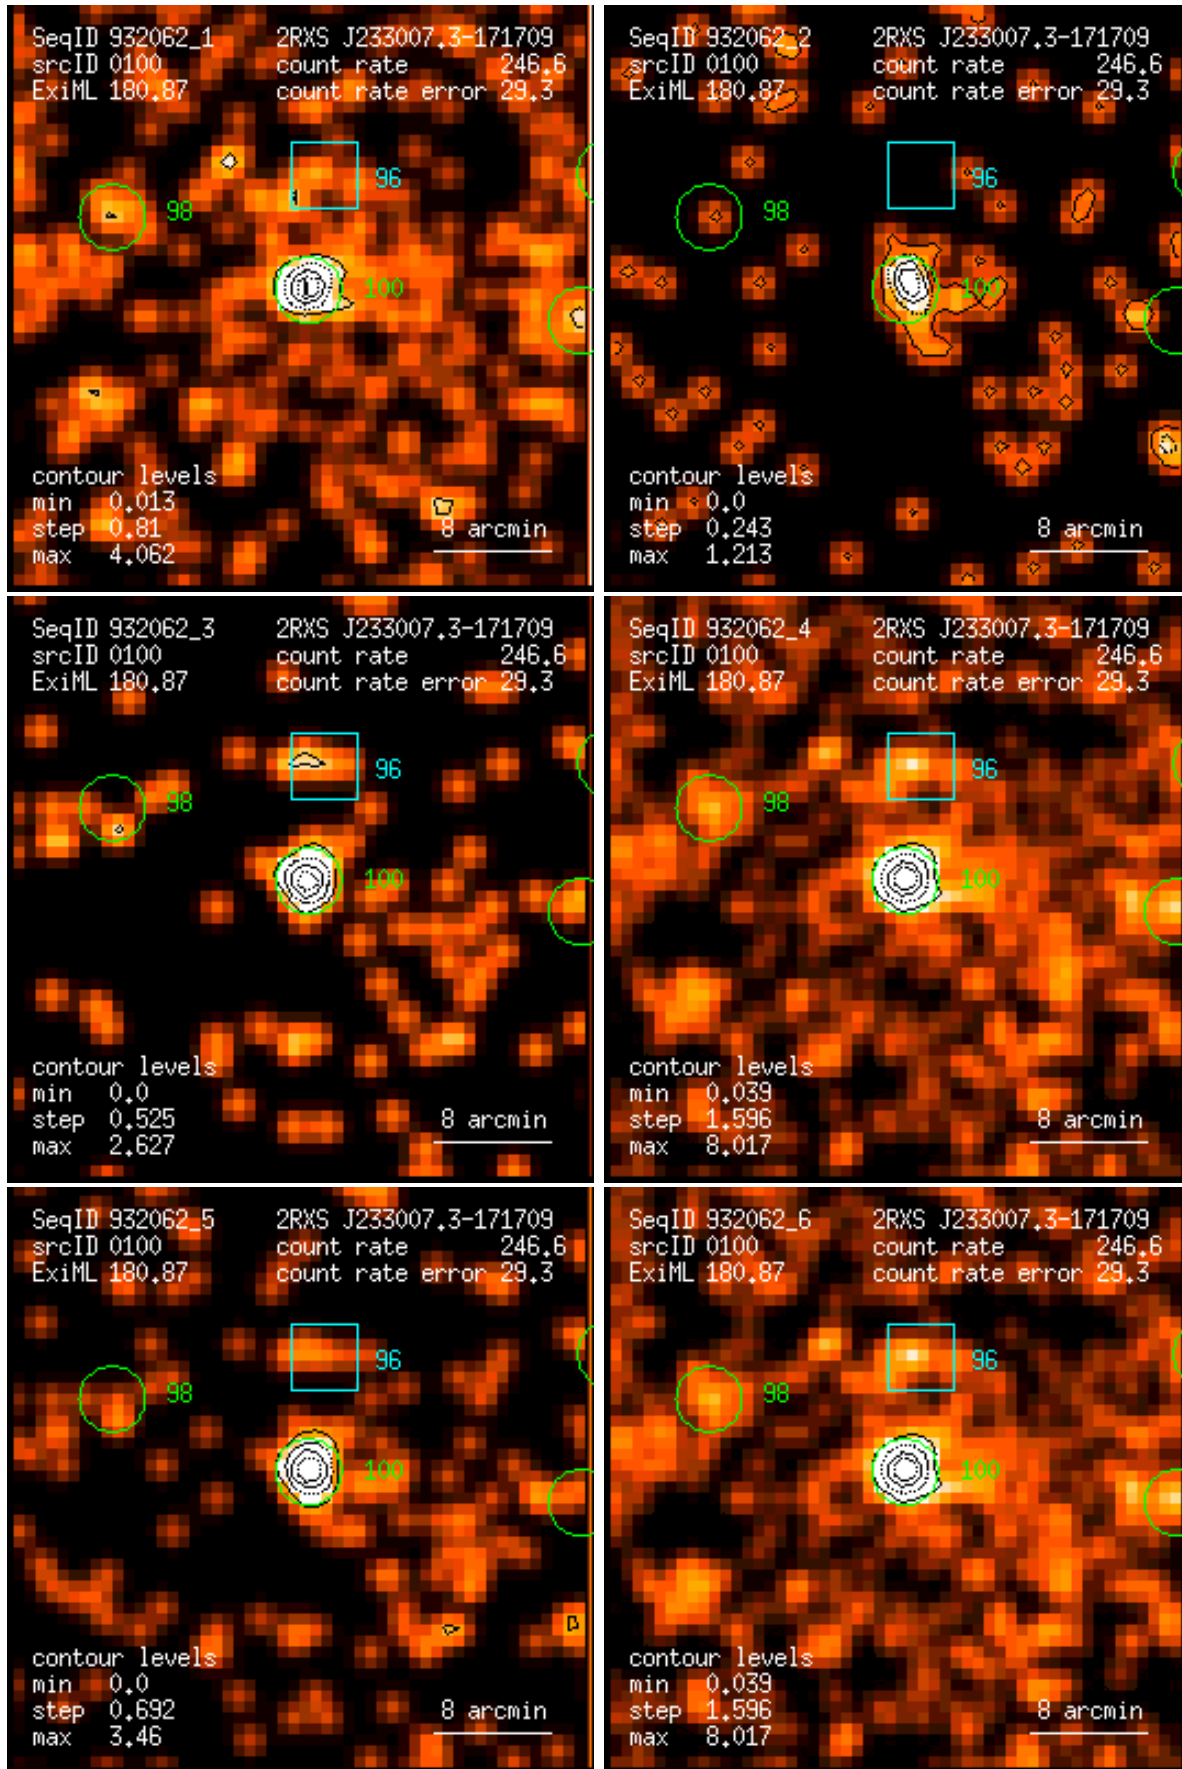 SeqID 932062_1 2RXS J233007.3-171709
srcID 0100 count rate 246.6
ExiML 180.87 count rate error 29.3
96
98
100
contour levels
min 0.013
step 0.81 8 arcmin
max 4.062
SeqID 932062_2 2RXS J233007.3-171709
srcID 0100 count rate 246.6
ExiML 180.87 count rate error 29.3
96
98
100
contour levels
min 0.0
step 0.243 8 arcmin
max 1.213
SeqID 932062_3 2RXS J233007.3-171709
srcID 0100 count rate 246.6
ExiML 180.87 count rate error 29.3
96
98
100
contour levels
min 0.0
step 0.525 8 arcmin
max 2.627
SeqID 932062_4 2RXS J233007.3-171709
srcID 0100 count rate 246.6
ExiML 180.87 count rate error 29.3
96
98
100
contour levels
min 0.039
step 1.596 8 arcmin
max 8.017
SeqID 932062_5 2RXS J233007.3-171709
srcID 0100 count rate 246.6
ExiML 180.87 count rate error 29.3
96
98
100
contour levels
min 0.0
step 0.692 8 arcmin
max 3.46
SeqID 932062_6 2RXS J233007.3-171709
srcID 0100 count rate 246.6
ExiML 180.87 count rate error 29.3
96
98
100
contour levels
min 0.039
step 1.596 8 arcmin
max 8.017